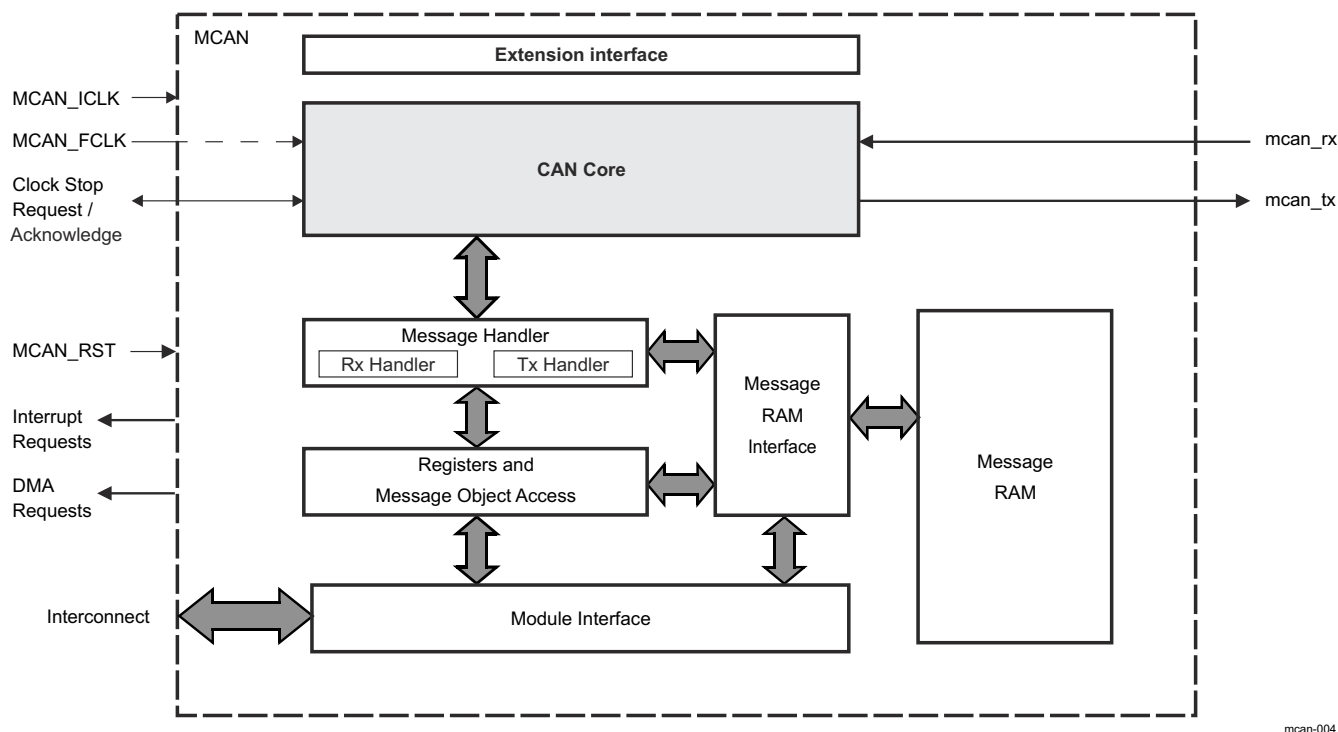 MCAN
Extension interface
MCAN_ICLK
MCAN_FCLK
CAN Core
mcan_rx
Clock Stop
Request /
Acknowledge
mcan_tx
MCAN_RST
Message Handler
Rx Handler
Tx Handler
Message
RAM
Interface
Interrupt
Requests
Registers and
Message Object Access
Message
RAM
DMA
Requests
Interconnect
Module Interface
mcan-004